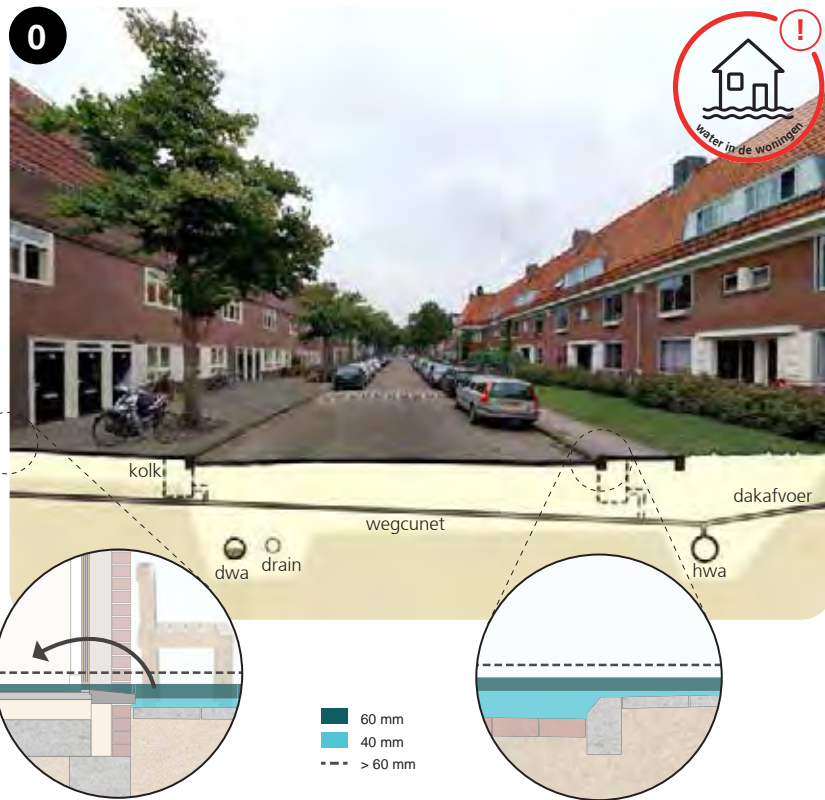 0
!
water in de woningen
kolk
dakafvoer
wegcunet
dwa
drain
hwa
60 mm
40 mm
> 60 mm